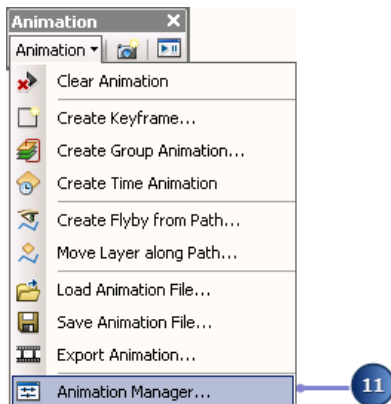 Animation
Animation
Clear Animation
Create Keyframe...
Create Group Animation...
Create Time Animation
Create Flyby from Path...
Move Layer along Path...
Load Animation File...
Save Animation File...
Export Animation...
Animation Manager...
11